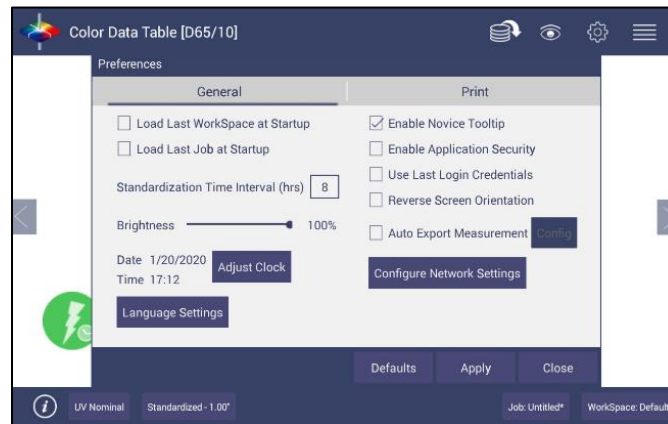 Color Data Table [D65/10]
Preferences
General
Print
Load Last WorkSpace at Startup
Load Last Job at Startup
Standardization Time Interval (hrs) 8
Brightness 100%
Date 1/20/2020
Time 17:12
Adjust Clock
Language Settings
Enable Novice Tooltip
Enable Application Security
Use Last Login Credentials
Reverse Screen Orientation
Auto Export Measurement Config
Configure Network Settings
Defaults Apply Close
UV Nominal Standardized - 1.00" Job: Untitled* WorkSpace: Default